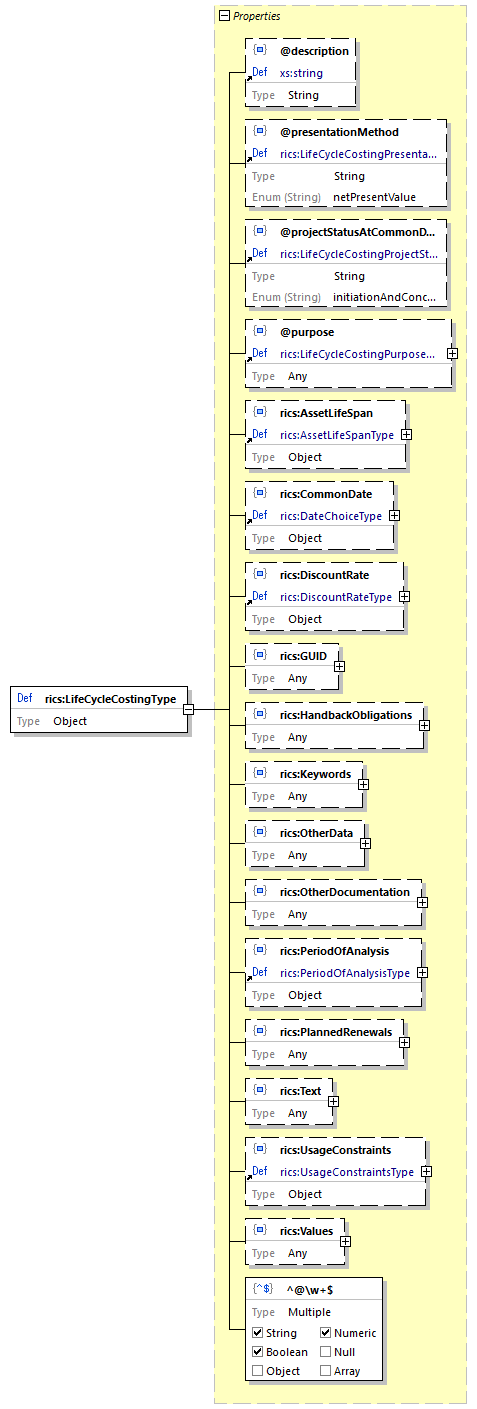 Properties
@description
Def xs:string
Type String
@presentationMethod
Def rics:LifeCycleCostingPresenta...
Type String
Enum (String) netPresentValue
@projectStatusAtCommonD...
Def rics:LifeCycleCostingProjectSt...
Type String
Enum (String) initiationAndConc...
@purpose
Def rics:LifeCycleCostingPurpose...
Type Any
rics:AssetLifeSpan
Def rics:AssetLifeSpanType
Type Object
rics:CommonDate
Def rics:DateChoiceType
Type Object
rics:DiscountRate
Def rics:DiscountRateType
Type Object
rics:GUID
Type Any
Def rics:LifeCycleCostingType
Type Object
rics:HandbackObligations
Type Any
rics:Keywords
Type Any
rics:OtherData
Type Any
rics:OtherDocumentation
Type Any
rics:PeriodOfAnalysis
Def rics:PeriodOfAnalysisType
Type Object
rics:PlannedRenewals
Type Any
rics:Text
Type Any
rics:UsageConstraints
Def rics:UsageConstraintsType
Type Object
rics:Values
Type Any
{^$} ^@\w+$
Type Multiple
String Numeric
Boolean Null
Object Array